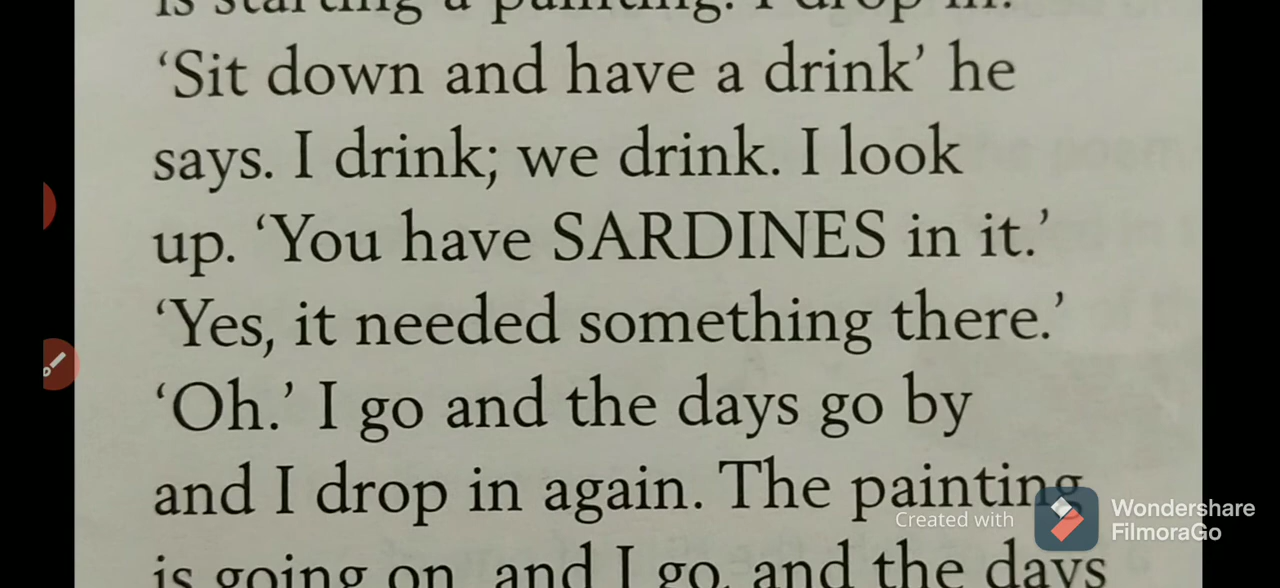 is starting a painting. I drop in.
‘Sit down and have a drink’ he
says. I drink; we drink. I look
up. ‘You have SARDINES in it.’
‘Yes, it needed something there.’
‘Oh.’ I go and the days go by
and I drop in again. The painting
is going on, and I go, and the days
Created with
Wondershare
FilmoraGo